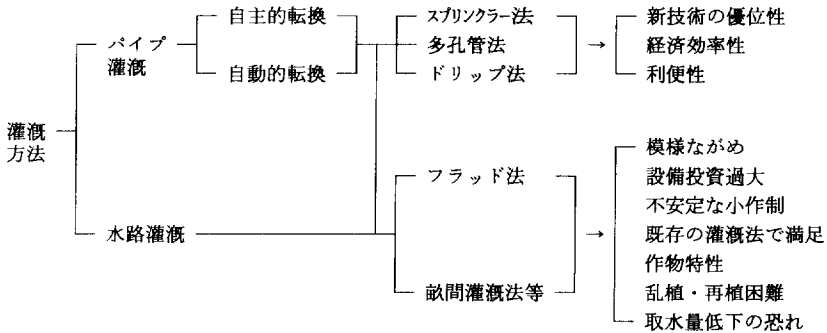 灌漑
方法
パイプ
灌漑
水路灌漑
自主的転換
自動的転換
スプリンクラー法
多孔管法
ドリップ法
フラッド法
畝間灌漑法等
→
新技術の優位性
経済効率性
利便性
→
模様ながめ
設備投資過大
不安定な小作制
既存の灌漑法で満足
作物特性
乱植・再植困難
取水量低下の恐れ